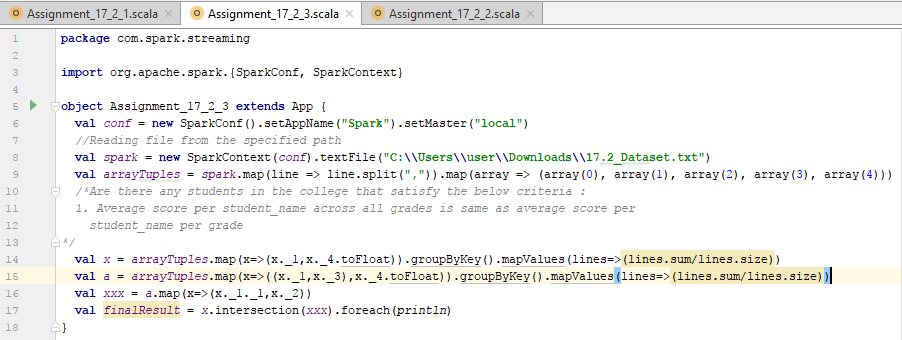 Assignment_17_2_1.scala × Assignment_17_2_3.scala × Assignment_17_2_2.scala ×
1 package com.spark.streaming
2
3 import org.apache.spark.{SparkConf, SparkContext}
4
5 object Assignment_17_2_3 extends App {
6 val conf = new SparkConf().setAppName("Spark").setMaster("local")
7 //Reading file from the specified path
8 val spark = new SparkContext(conf).textFile("C:\\Users\\user\\Downloads\\17.2_Dataset.txt")
9 val arrayTuples = spark.map(line => line.split(",")).map(array => (array(0), array(1), array(2), array(3), array(4)))
10 /*Are there any students in the college that satisfy the below criteria :
11 1. Average score per student_name across all grades is same as average score per
12 student_name per grade
13 */
14 val x = arrayTuples.map(x=>(x._1,x._4.toFloat)).groupByKey().mapValues(lines=>(lines.sum/lines.size))
15 val a = arrayTuples.map(x=>((x._1,x._3),x._4.toFloat)).groupByKey().mapValues(lines=>(lines.sum/lines.size))
16 val xxx = a.map(x=>(x._1._1,x._2))
17 val finalResult = x.intersection(xxx).foreach(println)
18 }